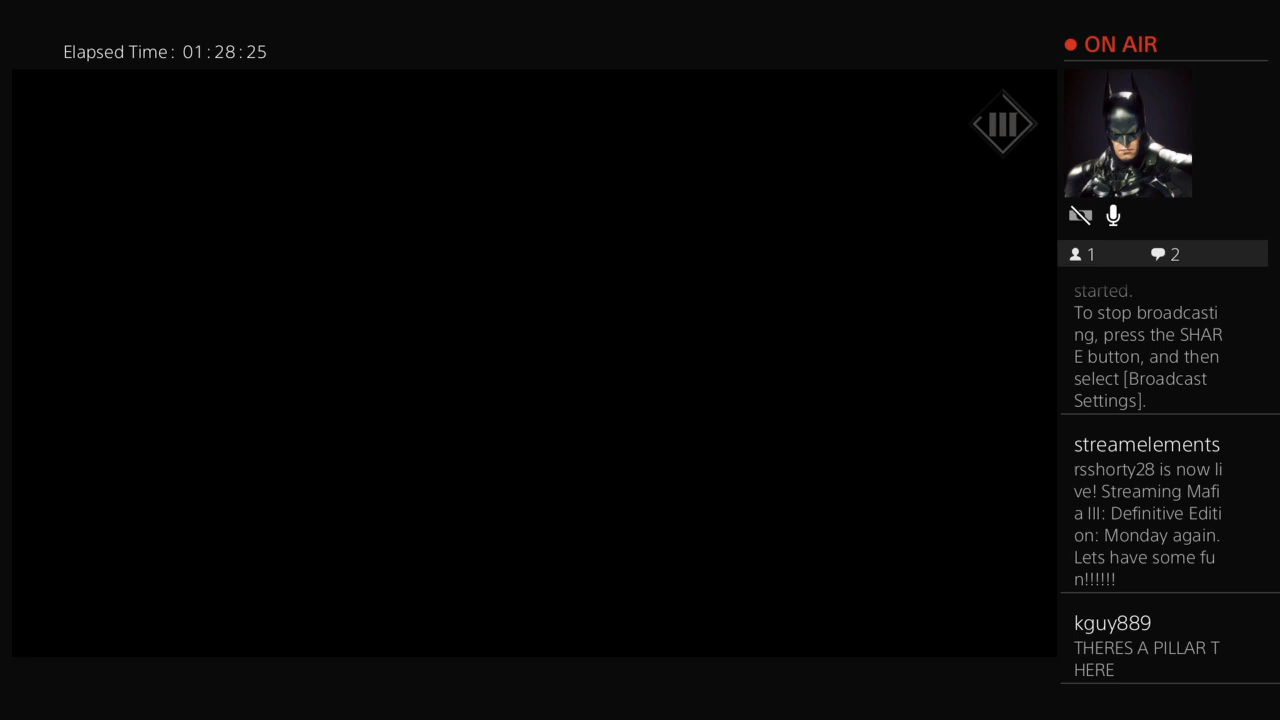 Elapsed Time: 01:28:25
ON AIR
III
1
2
started.
To stop broadcasti
ng, press the SHAR
E button, and then
select [Broadcast
Settings].
streamelements
rsshorty28 is now li
ve! Streaming Mafi
a III: Definitive Editi
on: Monday again.
Lets have some fu
n!!!!!!
kguy889
THERES A PILLAR T
HERE